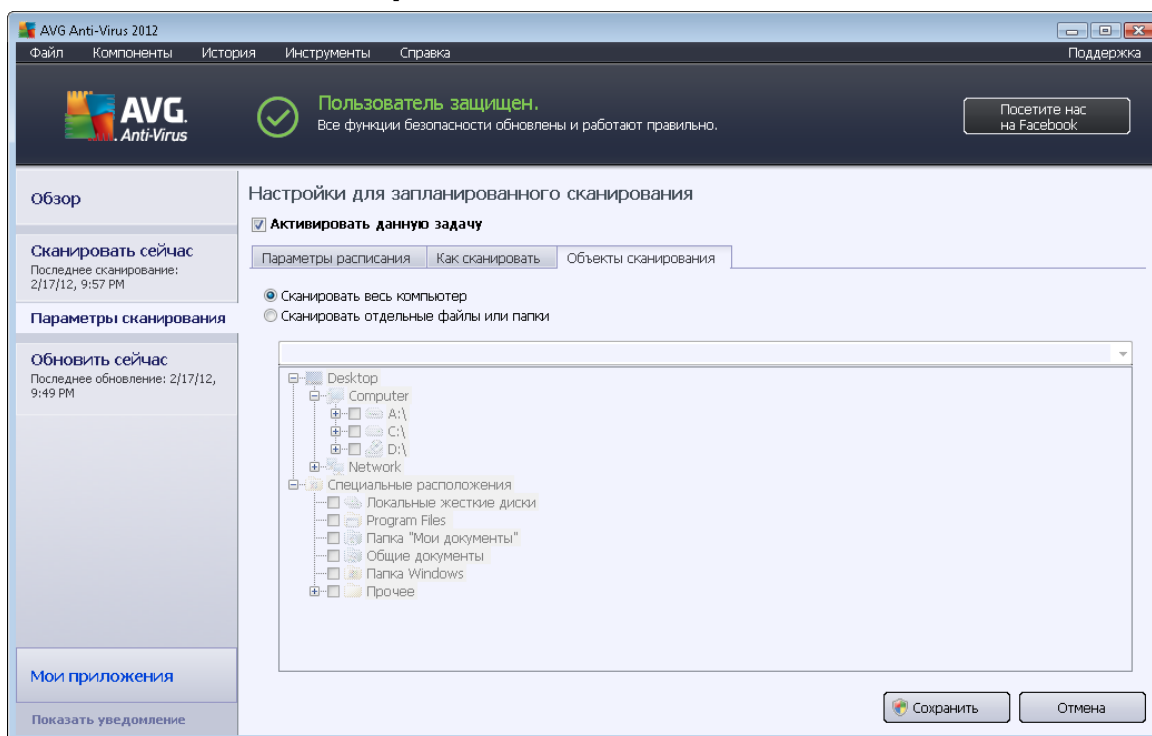 AVG Anti-Virus 2012
Файл Компоненты История Инструменты Справка Поддержка
AVG.
Anti-Virus
Пользователь защищен.
Все функции безопасности обновлены и работают правильно.
Посетите нас
на Facebook
Обзор
Сканировать сейчас
Последнее сканирование:
2/17/12, 9:57 PM
Параметры сканирования
Обновить сейчас
Последнее обновление: 2/17/12,
9:49 PM
Мои приложения
Показать уведомление
Настройки для запланированного сканирования
Активировать данную задачу
Параметры расписания Как сканировать Объекты сканирования
Сканировать весь компьютер
Сканировать отдельные файлы или папки
Desktop
Computer
A:\
C:\
D:\
Network
Специальные расположения
Локальные жесткие диски
Program Files
Папка "Мои документы"
Общие документы
Папка Windows
Прочее
Сохранить Отмена